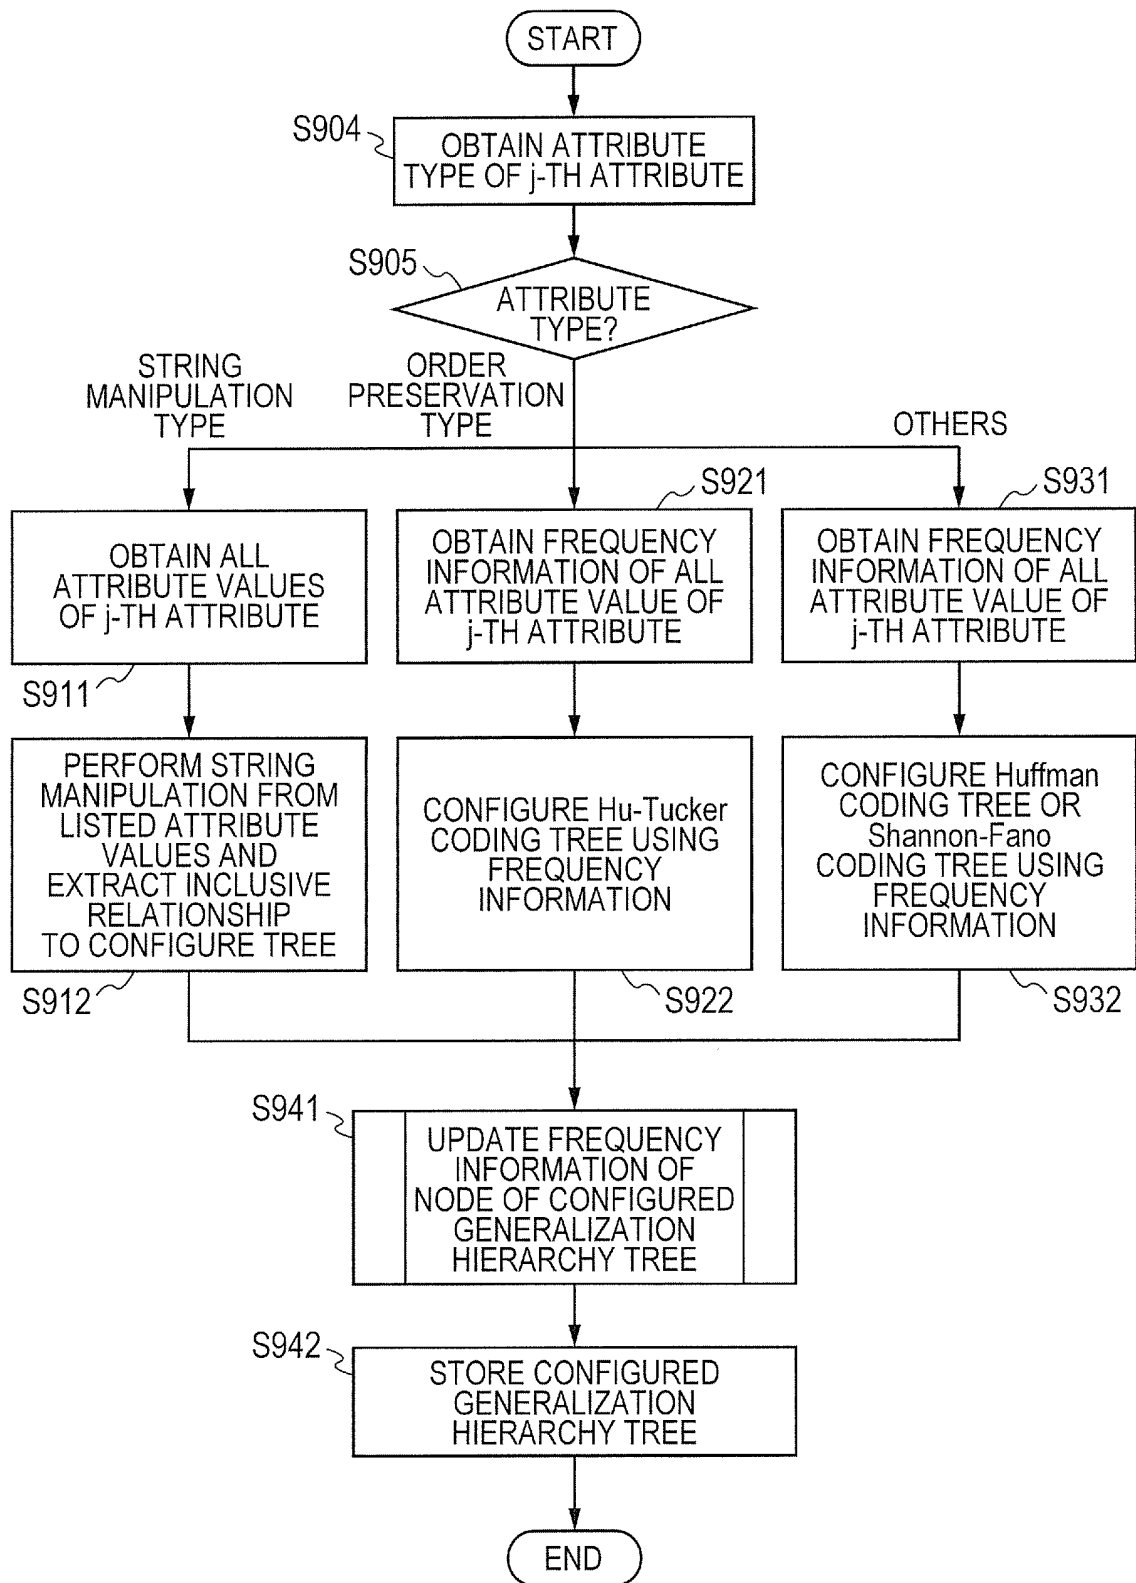 START
S904
OBTAIN ATTRIBUTE
TYPE OF j-TH ATTRIBUTE
S905
ATTRIBUTE
TYPE?
STRING
MANIPULATION
TYPE
ORDER
PRESERVATION
TYPE
OTHERS
OBTAIN ALL
ATTRIBUTE VALUES
OF j-TH ATTRIBUTE
S911
S921
OBTAIN FREQUENCY
INFORMATION OF ALL
ATTRIBUTE VALUE OF
j-TH ATTRIBUTE
S931
OBTAIN FREQUENCY
INFORMATION OF ALL
ATTRIBUTE VALUE OF
j-TH ATTRIBUTE
PERFORM STRING
MANIPULATION FROM
LISTED ATTRIBUTE
VALUES AND
EXTRACT INCLUSIVE
RELATIONSHIP
TO CONFIGURE TREE
S912
CONFIGURE Hu-Tucker
CODING TREE USING
FREQUENCY
INFORMATION
S922
CONFIGURE Huffman
CODING TREE OR
Shannon-Fano
CODING TREE USING
FREQUENCY
INFORMATION
S932
S941
UPDATE FREQUENCY
INFORMATION OF
NODE OF CONFIGURED
GENERALIZATION
HIERARCHY TREE
S942
STORE CONFIGURED
GENERALIZATION
HIERARCHY TREE
END